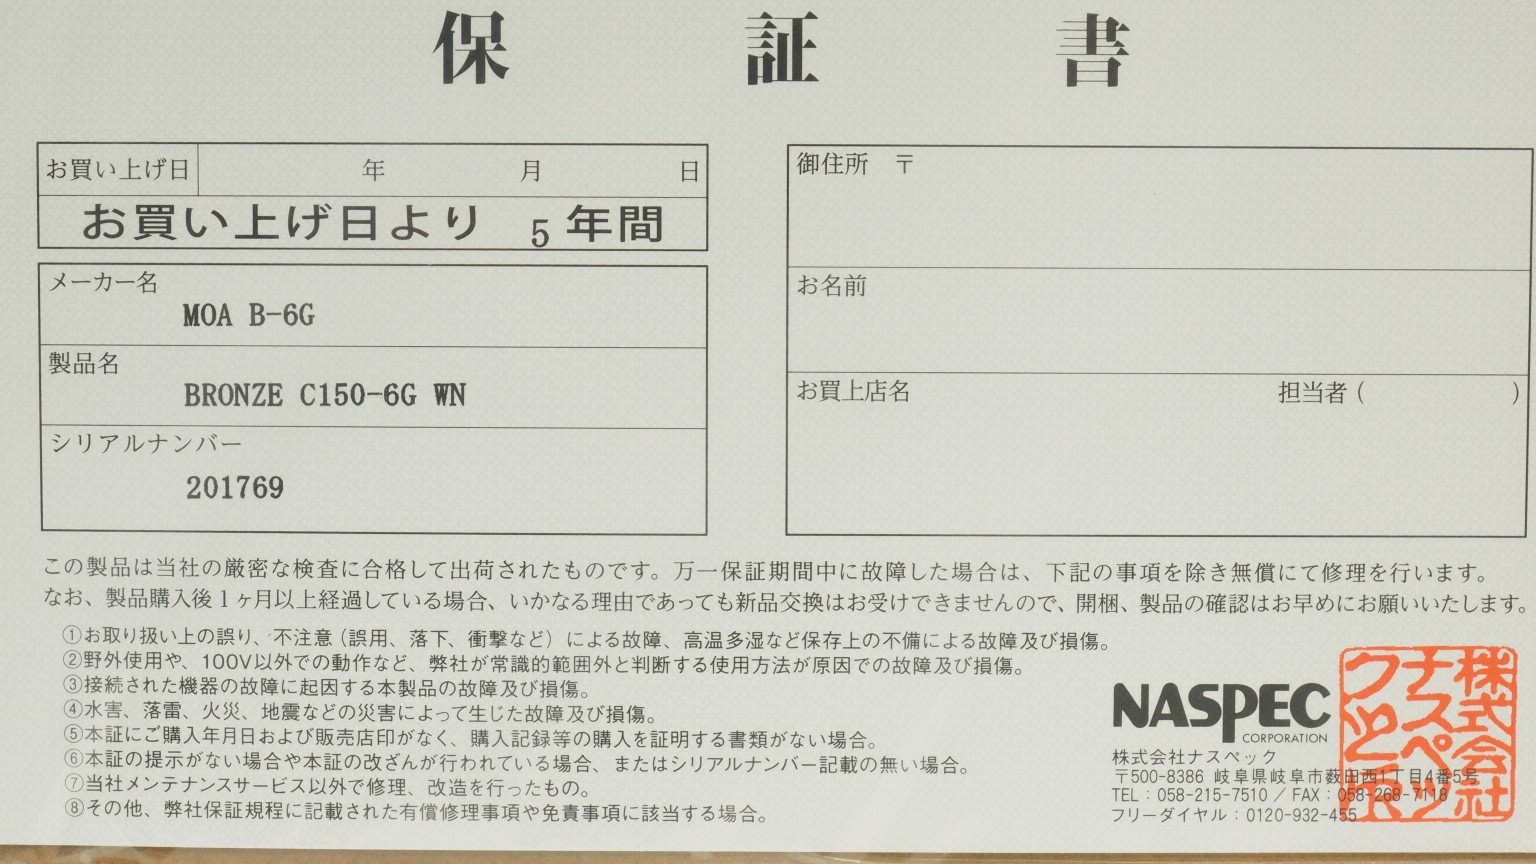 保証書
お買い上げ日 年 月 日
お買い上げ日より 5 年間
メーカー名
MOA B-6G
製品名
BRONZE C150-6G WN
シリアルナンバー
201769
御住所 〒
お名前
お買上店名 担当者 ( )
この製品は当社の厳密な検査に合格して出荷されたものです。万一保証期間中に故障した場合は、下記の事項を除き無償にて修理を行います。
なお、製品購入後1ヶ月以上経過している場合、いかなる理由であっても新品交換はお受けできませんので、開梱、製品の確認はお早めにお願いいたします。
①お取り扱い上の誤り、不注意（誤用、落下、衝撃など）による故障、高温多湿など保存上の不備による故障及び損傷。
②野外使用や、100V以外での動作など、弊社が常識的範囲外と判断する使用方法が原因での故障及び損傷。
③接続された機器の故障に起因する本製品の故障及び損傷。
④水害、落雷、火災、地震などの災害によって生じた故障及び損傷。
⑤本証にご購入年月日および販売店印がなく、購入記録等の購入を証明する書類がない場合。
⑥本証の提示がない場合や本証の改ざんが行われている場合、またはシリアルナンバー記載の無い場合。
⑦当社メンテナンスサービス以外で修理、改造を行ったもの。
⑧その他、弊社保証規程に記載された有償修理事項や免責事項に該当する場合。
NASPEC
CORPORATION
株式会社ナスペック
〒500-8386 岐阜県岐阜市薮田西1丁目4番5号
TEL：058-215-7510 / FAX：058-268-7118
フリーダイヤル：0120-932-455
株式会社
ナスペッ
ク